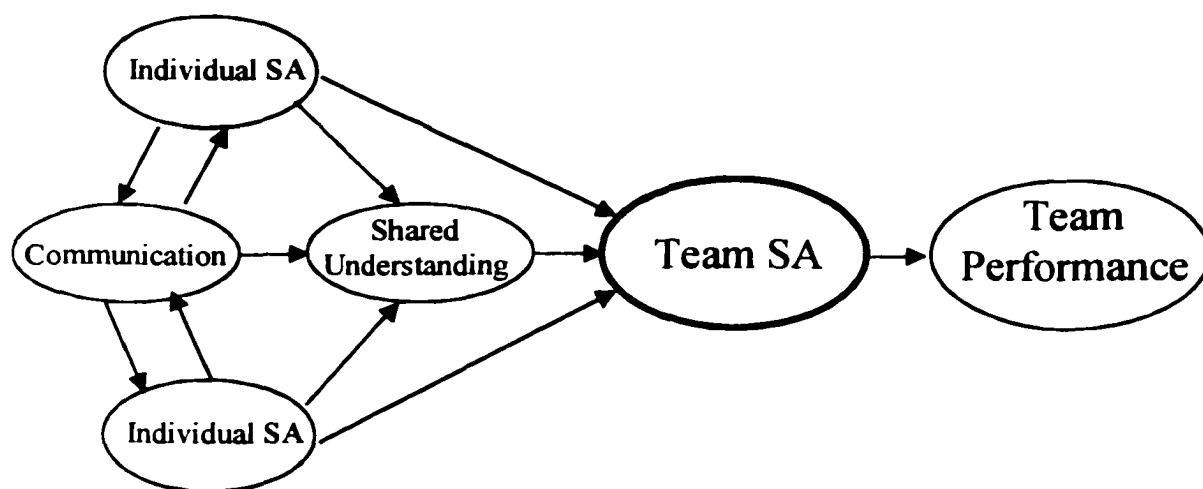 Individual SA
Communication
Shared
Understanding
Team SA
Team
Performance
Individual SA